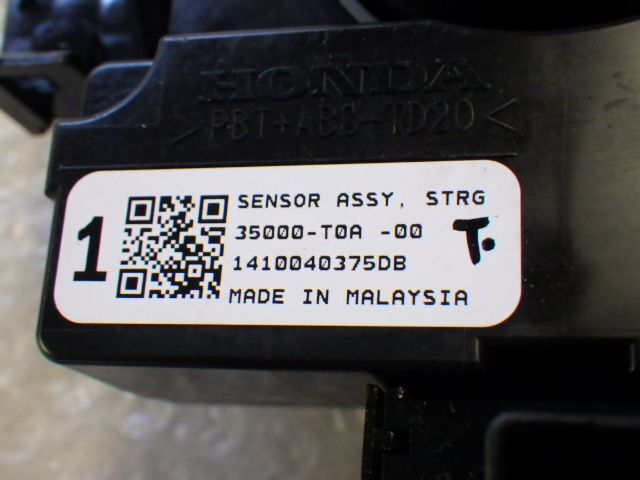 HONDA
>PBT+ABS-TD20<
1
SENSOR ASSY, STRG
35000-T0A -00
T.
1410040375DB
MADE IN MALAYSIA